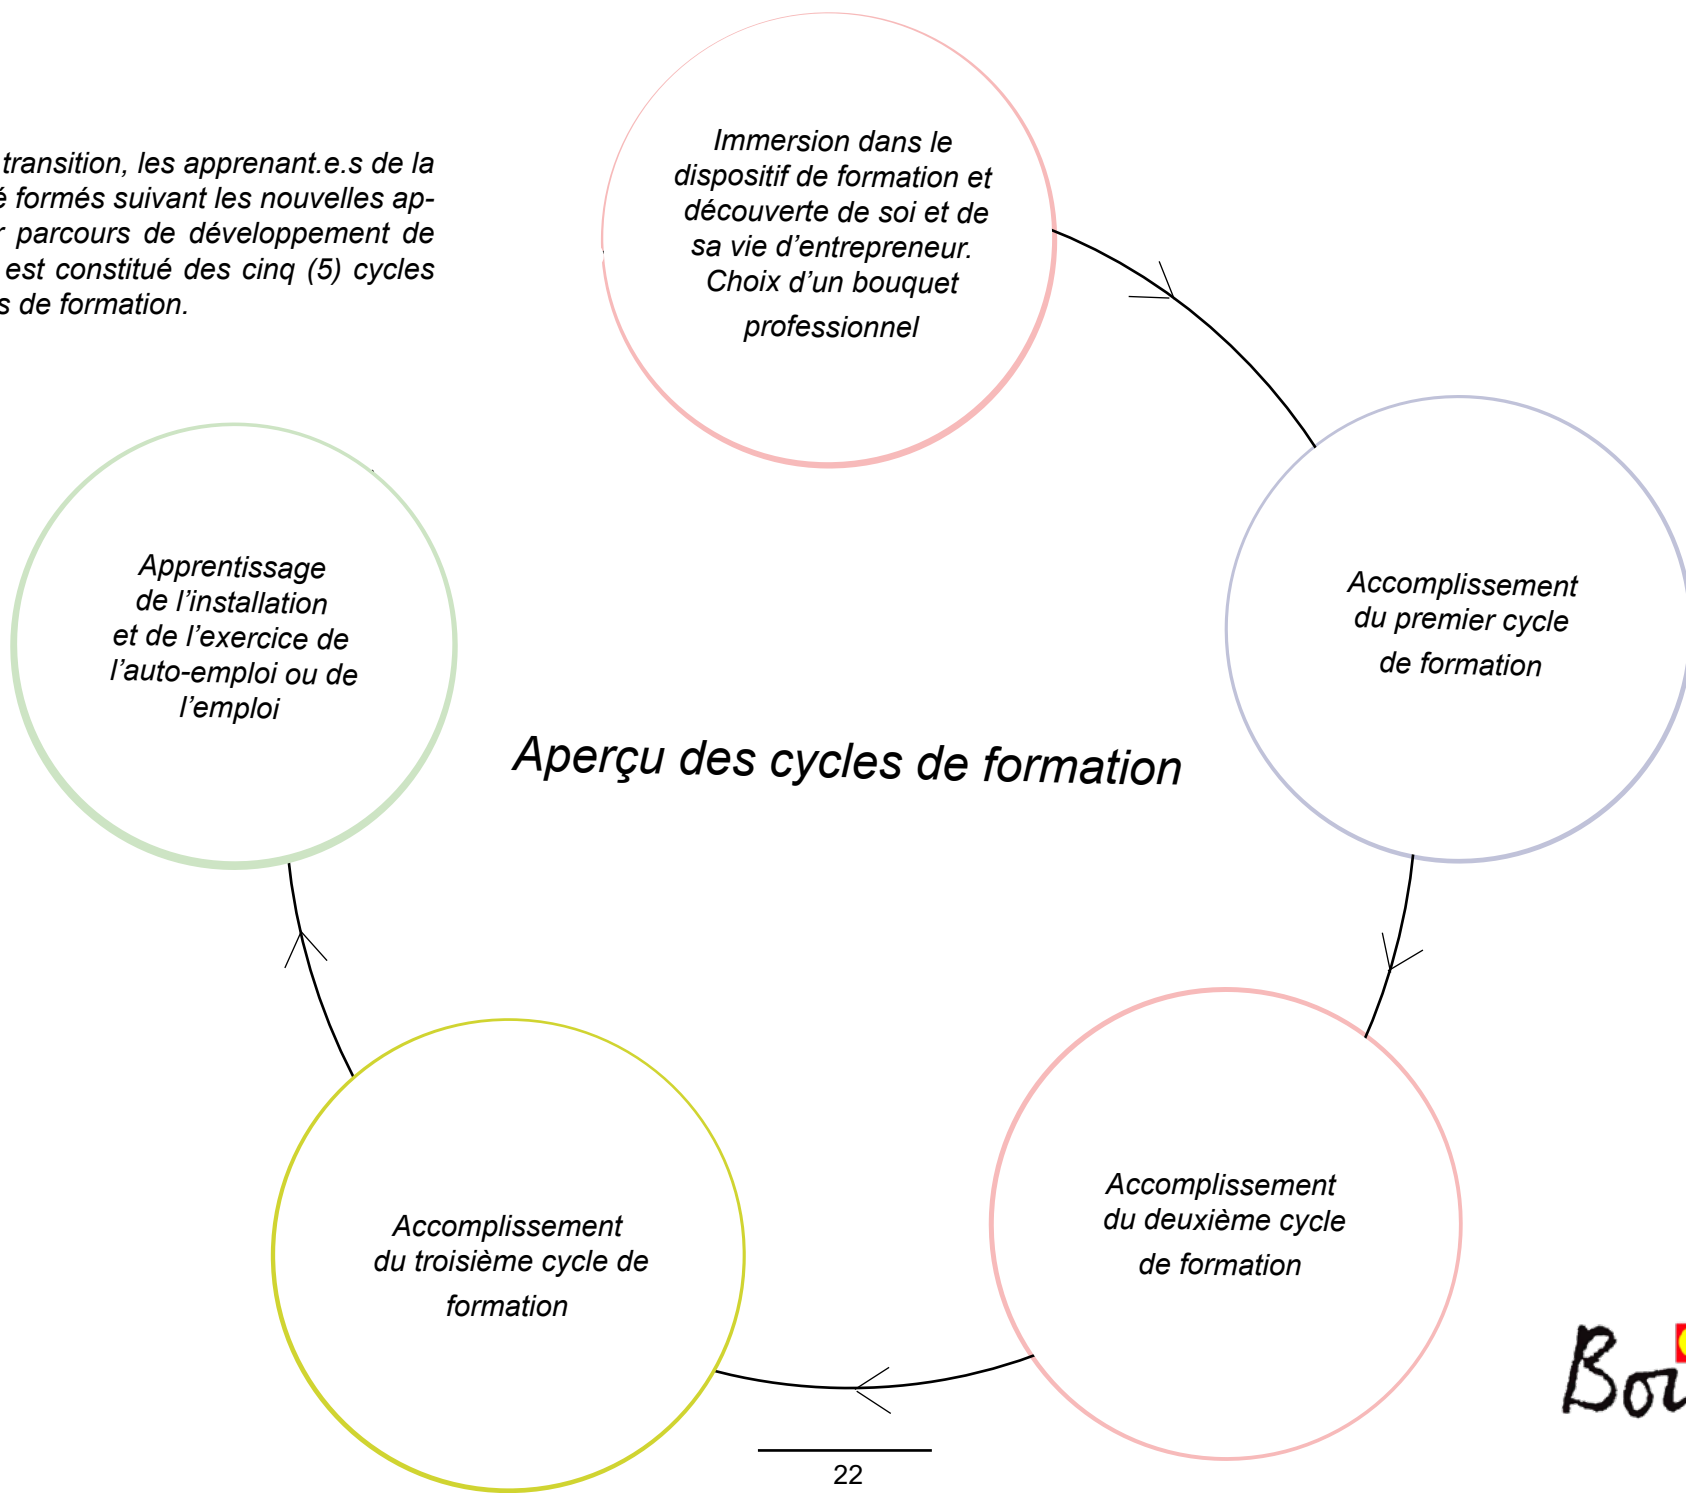 transition, les apprenant.e.s de la
é formés suivant les nouvelles ap-
r parcours de développement de
est constitué des cinq (5) cycles
s de formation.
Immersion dans le
dispositif de formation et
découverte de soi et de
sa vie d’entrepreneur.
Choix d’un bouquet
professionnel
Accomplissement
du premier cycle
de formation
Apprentissage
de l’installation
et de l’exercice de
l’auto-emploi ou de
l’emploi
Aperçu des cycles de formation
Accomplissement
du deuxième cycle
de formation
Accomplissement
du troisième cycle de
formation
22